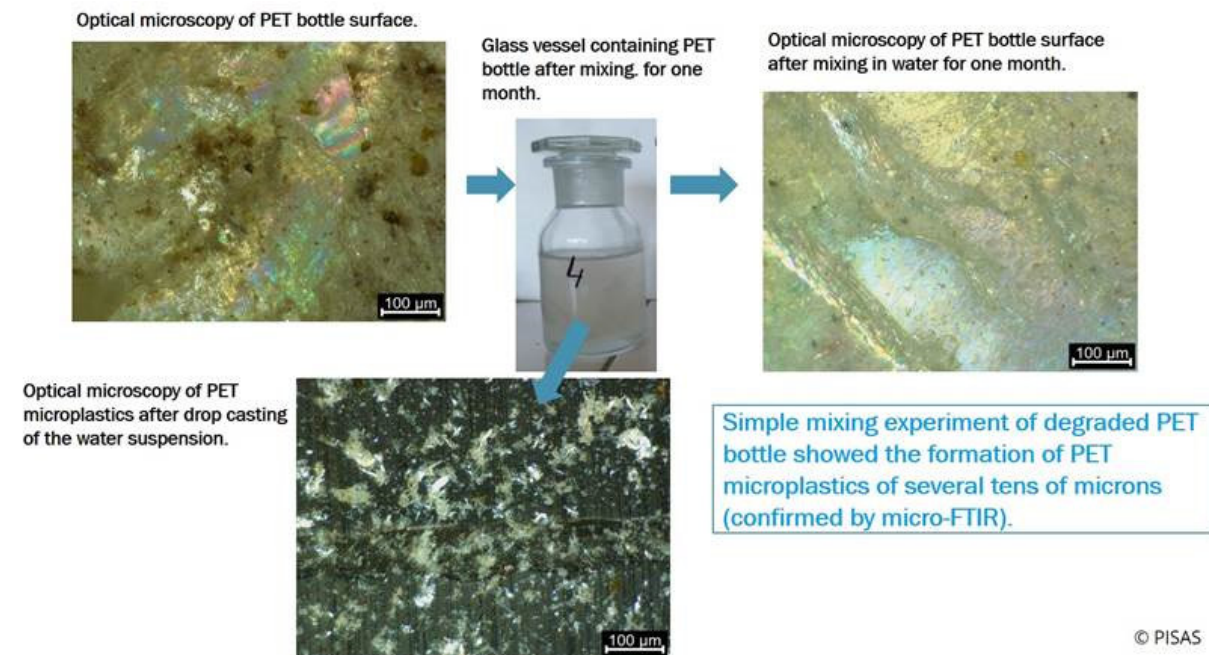 Optical microscopy of PET bottle surface.
100 µm
Glass vessel containing PET
bottle after mixing. for one
month.
4
Optical microscopy of PET bottle surface
after mixing in water for one month.
100 µm
Optical microscopy of PET
microplastics after drop casting
of the water suspension.
100 µm
Simple mixing experiment of degraded PET
bottle showed the formation of PET
microplastics of several tens of microns
(confirmed by micro-FTIR).
© PISAS